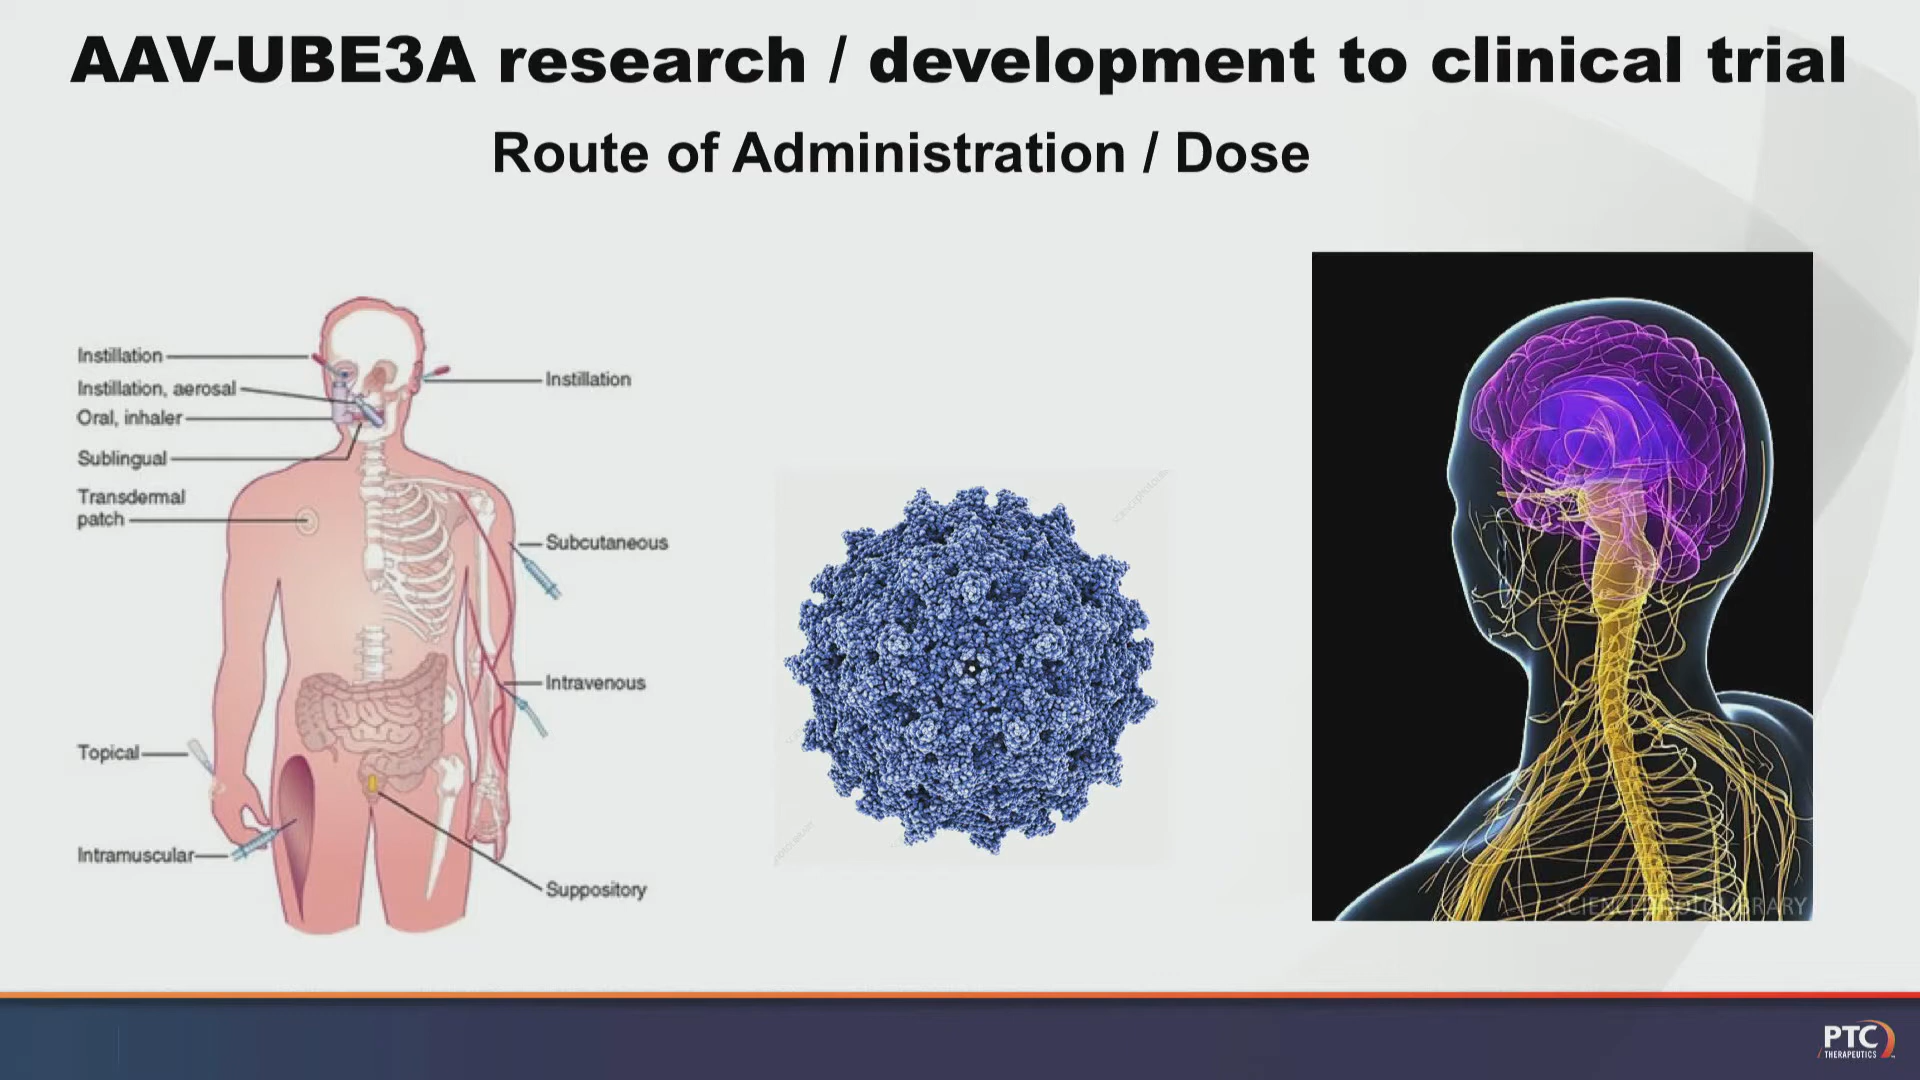 AAV-UBE3A research / development to clinical trial
Route of Administration / Dose
Instillation
Instillation, aerosal
Oral, inhaler
Sublingual
Transdermal
patch
Topical
Intramuscular
Instillation
Subcutaneous
Intravenous
Suppository
SCIENCEPHOTOLIBRARY
PTC
THERAPEUTICS